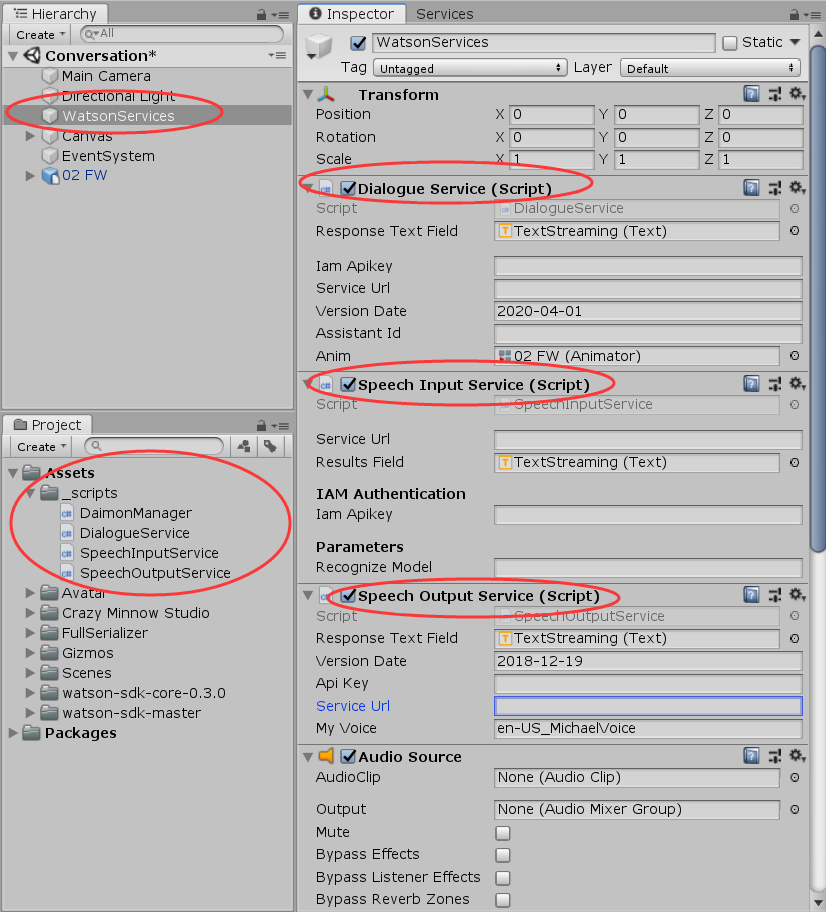 Hierarchy
Create
All
Conversation*
Main Camera
Directional Light
WatsonServices
Canvas
EventSystem
02 FW
Project
Create
Assets
_scripts
DaimonManager
DialogueService
SpeechInputService
SpeechOutputService
Avatar
Crazy Minnow Studio
FullSerializer
Gizmos
Scenes
watson-sdk-core-0.3.0
watson-sdk-master
Packages
Inspector Services
WatsonServices Static
Tag Untagged Layer Default
Transform
Position X 0 Y 0 Z 0
Rotation X 0 Y 0 Z 0
Scale X 1 Y 1 Z 1
Dialogue Service (Script)
Script DialogueService
Response Text Field TextStreaming (Text)
Iam Apikey
Service Url
Version Date 2020-04-01
Assistant Id
Anim 02 FW (Animator)
Speech Input Service (Script)
Script SpeechInputService
Service Url
Results Field TextStreaming (Text)
IAM Authentication
Iam Apikey
Parameters
Recognize Model
Speech Output Service (Script)
Script SpeechOutputService
Response Text Field TextStreaming (Text)
Version Date 2018-12-19
Api Key
Service Url
My Voice en-US_MichaelVoice
Audio Source
AudioClip None (Audio Clip)
Output None (Audio Mixer Group)
Mute
Bypass Effects
Bypass Listener Effects
Bypass Reverb Zones